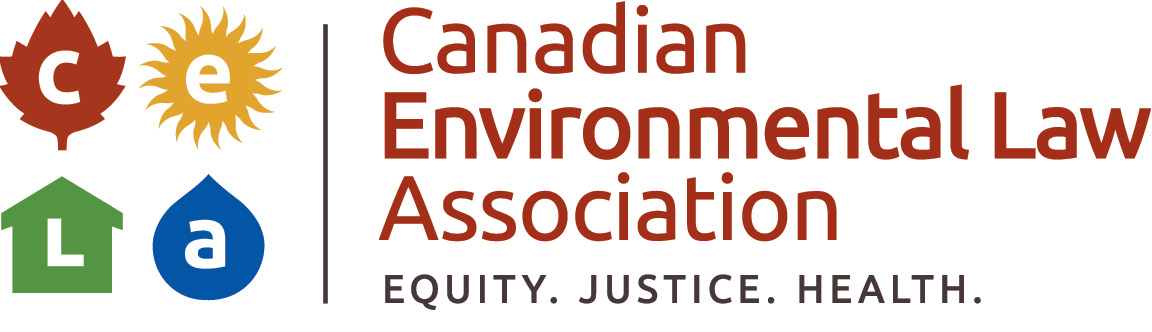 c e
L a
Canadian
Environmental Law
Association
EQUITY. JUSTICE. HEALTH.